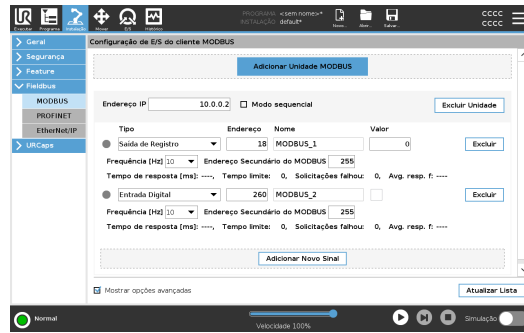 PROGRAMA <sem nome>*
INSTALAÇÃO default*
Executar Programa Instalação Mover E/S Histórico Novo... Abrir... Salvar...
CCCC
CCCC
Geral
Segurança
Feature
Fieldbus
MODBUS
PROFINET
EtherNet/IP
URCaps
Configuração de E/S do cliente MODBUS
Adicionar Unidade MODBUS
Endereço IP 10.0.0.2 Modo sequencial Excluir Unidade
Tipo Endereço Nome Valor
Saída de Registro 18 MODBUS_1 0 Excluir
Frequência [Hz] 10 Endereço Secundário do MODBUS 255
Tempo de resposta [ms]: ----, Tempo limite: 0, Solicitações falhou: 0, Avg. resp. f: ----
Entrada Digital 260 MODBUS_2 Excluir
Frequência [Hz] 10 Endereço Secundário do MODBUS 255
Tempo de resposta [ms]: ----, Tempo limite: 0, Solicitações falhou: 0, Avg. resp. f: ----
Adicionar Novo Sinal
Mostrar opções avançadas Atualizar Lista
Normal
Velocidade 100%
Simulação